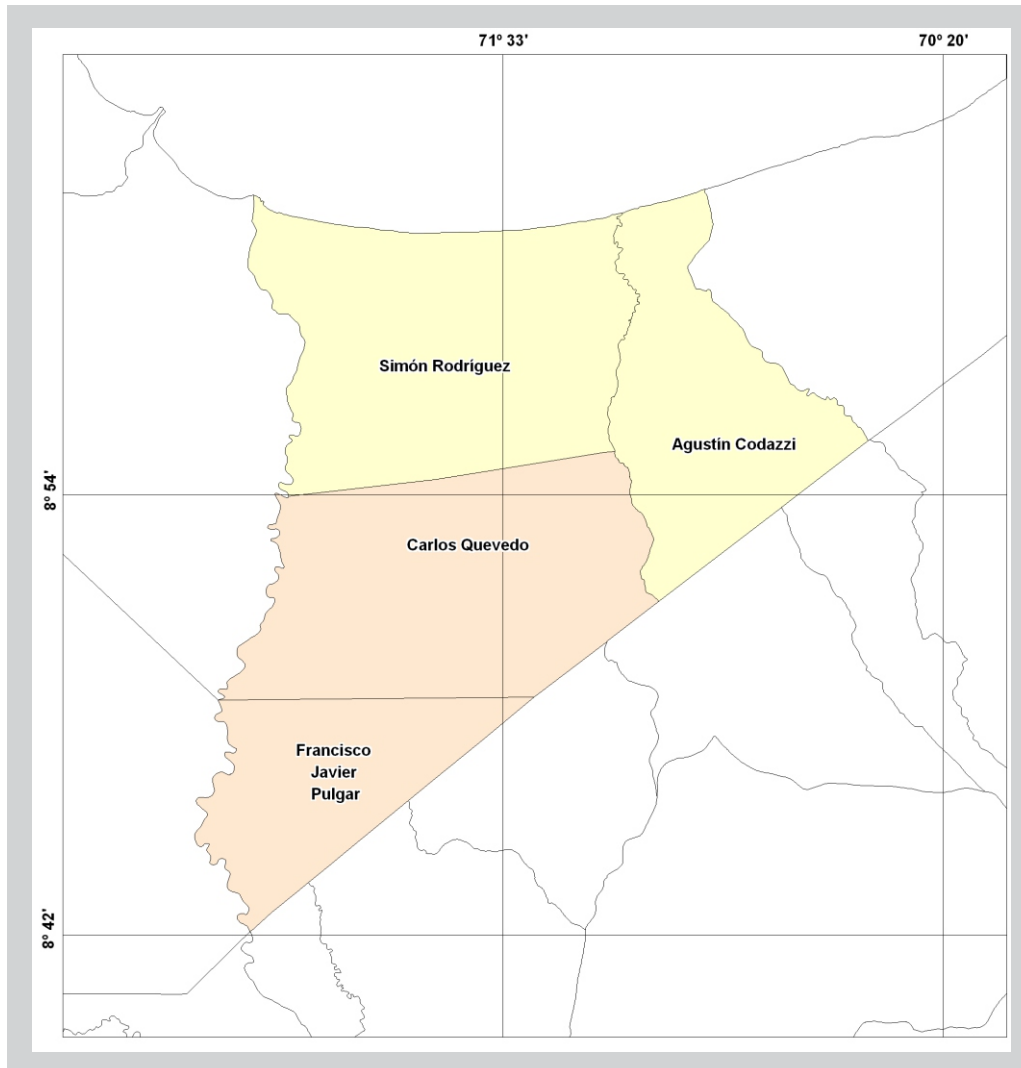 71º 33'
70º 20'
Simón Rodríguez
Agustín Codazzi
8º 54'
Carlos Quevedo
Francisco
Javier
Pulgar
8º 42'